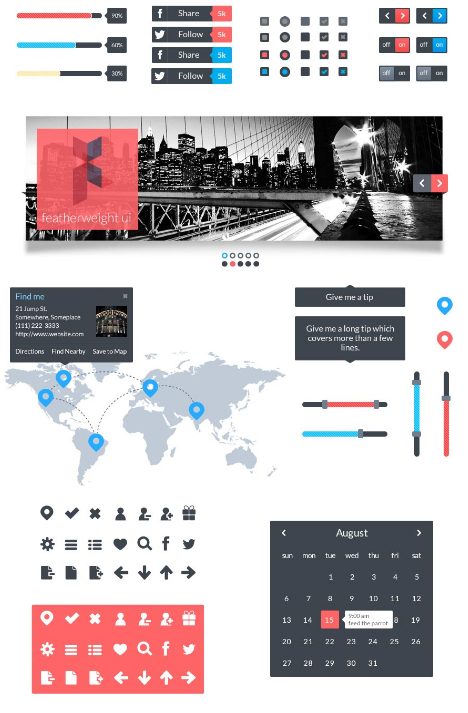 90%
60%
30%
Share 5k
Follow 5k
Share 5k
Follow 5k
off on
off on
off on
off on
featherweight ui
Find me
21 Jump St.
Somewhere, Someplace
(111) 222-3333
http://www.website.com
Directions Find Nearby Save to Map
Give me a tip
Give me a long tip which
covers more than a few
lines.
August
sun mon tue wed thu fri sat
1 2 3 4 5
6 7 8 9 10 11 12
13 14 15 8 19
9:00 am
feed the parrot
20 21 22 23 24 25 26
27 28 29 30 31